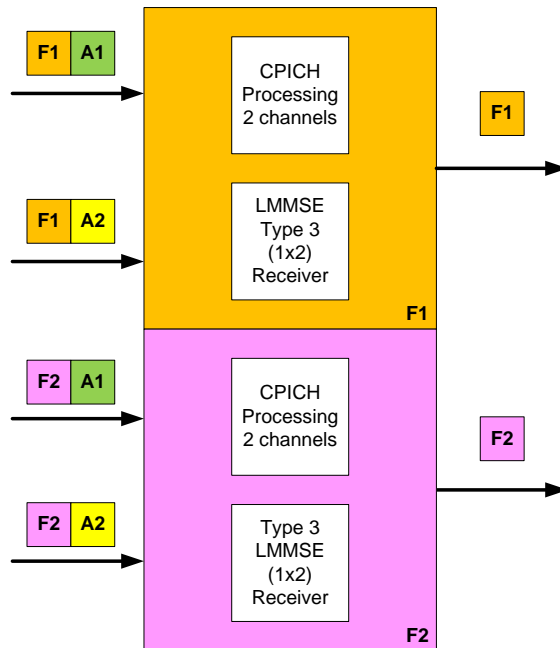 F1 A1
CPICH
Processing
2 channels
F1
F1 A2
LMMSE
Type 3
(1x2)
Receiver
F1
F2 A1
CPICH
Processing
2 channels
F2
F2 A2
Type 3
LMMSE
(1x2)
Receiver
F2